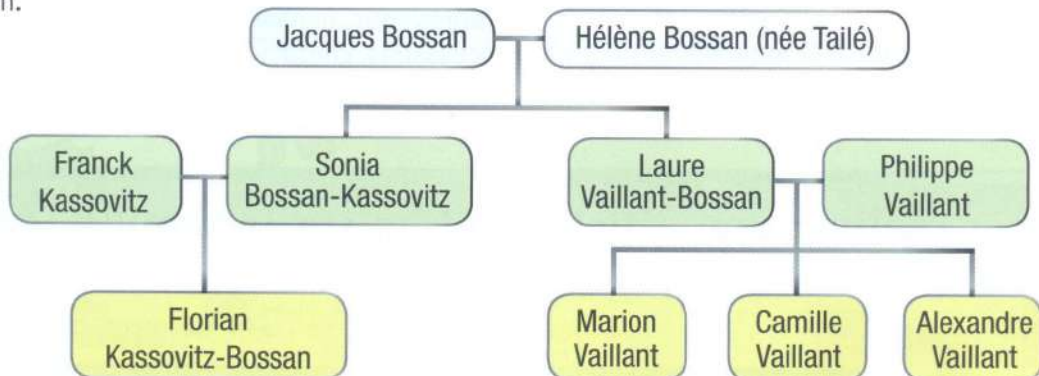 Jacques Bossan
Hélène Bossan (née Tailé)
Franck
Kassovitz
Sonia
Bossan-Kassovitz
Laure
Vaillant-Bossan
Philippe
Vaillant
Florian
Kassovitz-Bossan
Marion
Vaillant
Camille
Vaillant
Alexandre
Vaillant